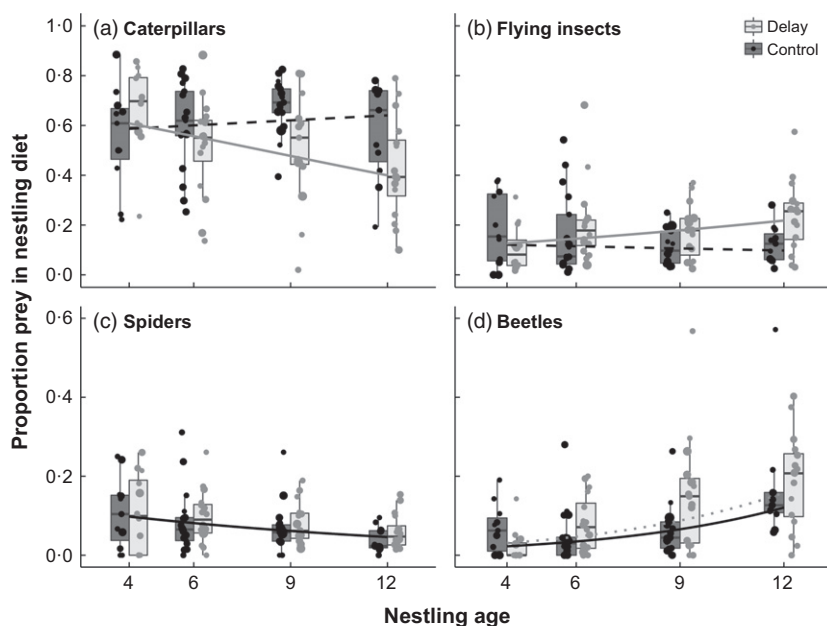 (a) Caterpillars
(b) Flying insects
Delay
Control
1·0
0·8
0·6
0·4
0·2
0·0
(c) Spiders
(d) Beetles
0·6
0·4
0·2
0·0
4 6 9 12
4 6 9 12
Proportion prey in nestling diet
Nestling age